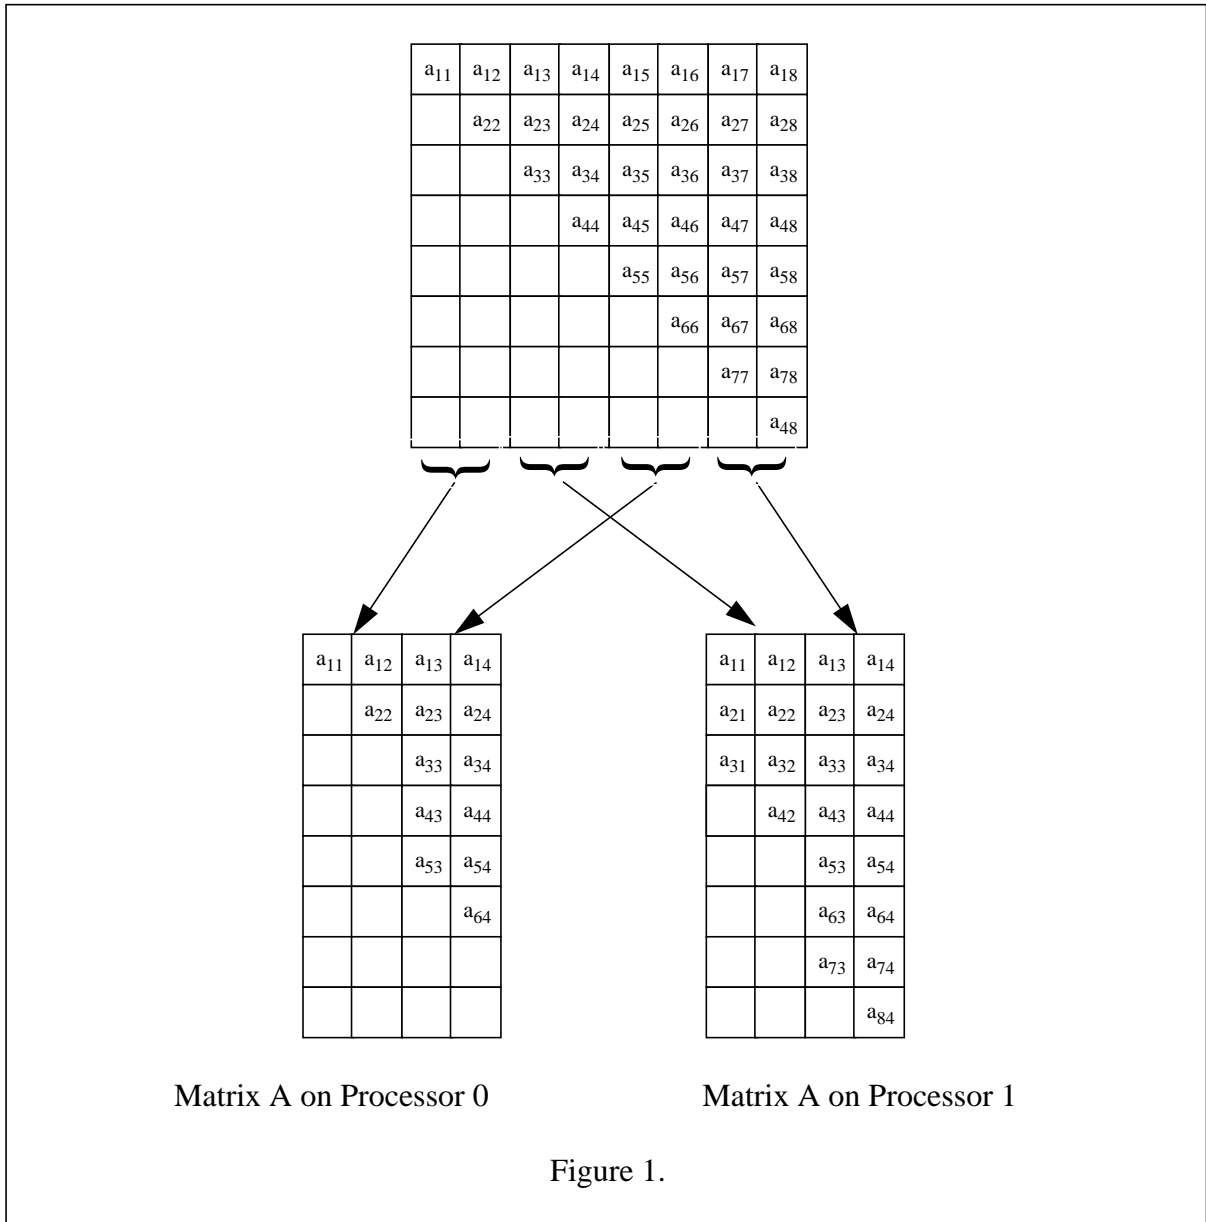 a11 a12 a13 a14 a15 a16 a17 a18
a22 a23 a24 a25 a26 a27 a28
a33 a34 a35 a36 a37 a38
a44 a45 a46 a47 a48
a55 a56 a57 a58
a66 a67 a68
a77 a78
a48
a11 a12 a13 a14
a22 a23 a24
a33 a34
a43 a44
a53 a54
a64
a11 a12 a13 a14
a21 a22 a23 a24
a31 a32 a33 a34
a42 a43 a44
a53 a54
a63 a64
a73 a74
a84
Matrix A on Processor 0
Matrix A on Processor 1
Figure 1.